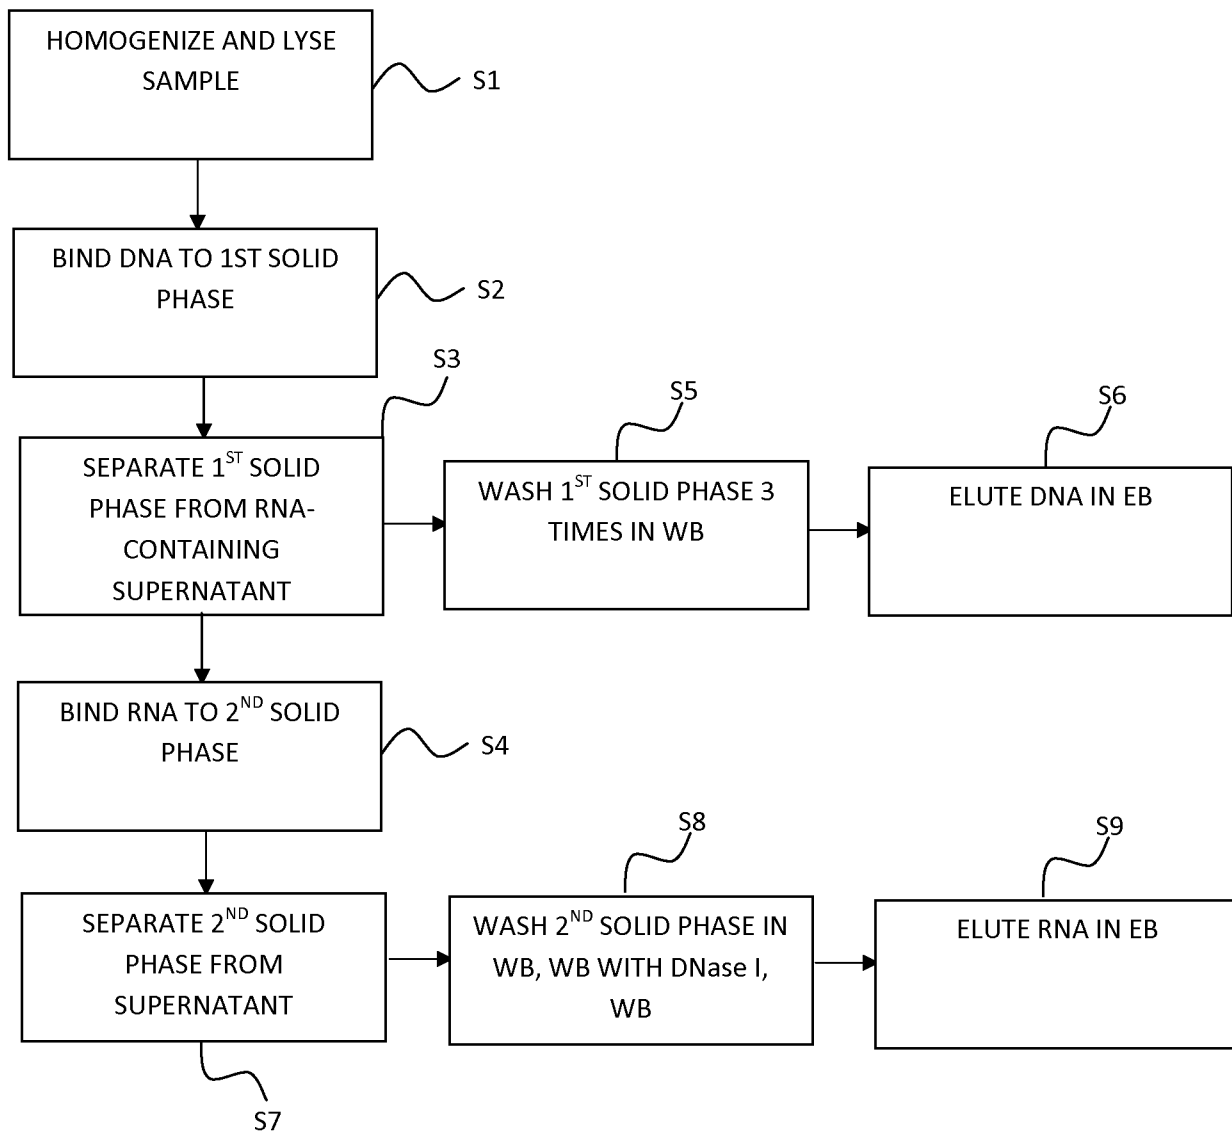 HOMOGENIZE AND LYSE
SAMPLE
S1
BIND DNA TO 1ST SOLID
PHASE
S2
S3
SEPARATE 1ST SOLID
PHASE FROM RNA-
CONTAINING
SUPERNATANT
S5
WASH 1ST SOLID PHASE 3
TIMES IN WB
S6
ELUTE DNA IN EB
BIND RNA TO 2ND SOLID
PHASE
S4
SEPARATE 2ND SOLID
PHASE FROM
SUPERNATANT
S7
S8
WASH 2ND SOLID PHASE IN
WB, WB WITH DNase I,
WB
S9
ELUTE RNA IN EB